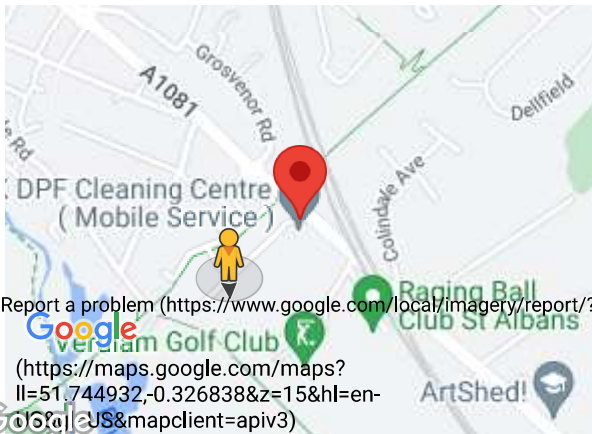 Grosvenor Rd
A1081
Dellfield
Rd
Colindale Ave
DPF Cleaning Centre
( Mobile Service )
Report a problem (https://www.google.com/local/imagery/report/?
Raging Ball
Club St Albans
Google
Verulam Golf Club
(https://maps.google.com/maps?
ll=51.744932,-0.326838&z=15&hl=en-
US&mapclient=apiv3)
ArtShed!
Google